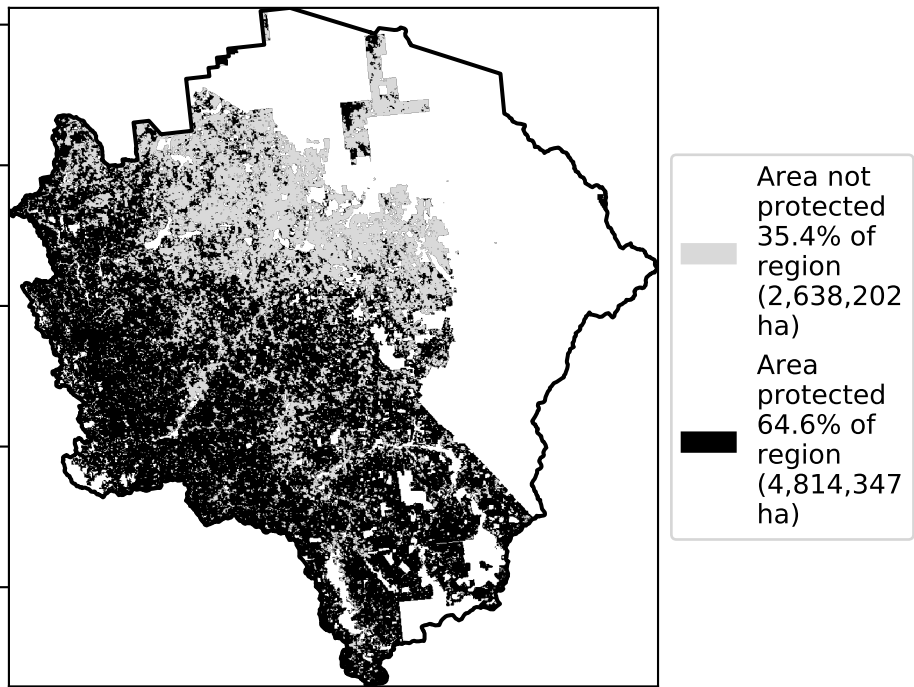 Area not
protected
35.4% of
region
(2,638,202
ha)
Area
protected
64.6% of
region
(4,814,347
ha)